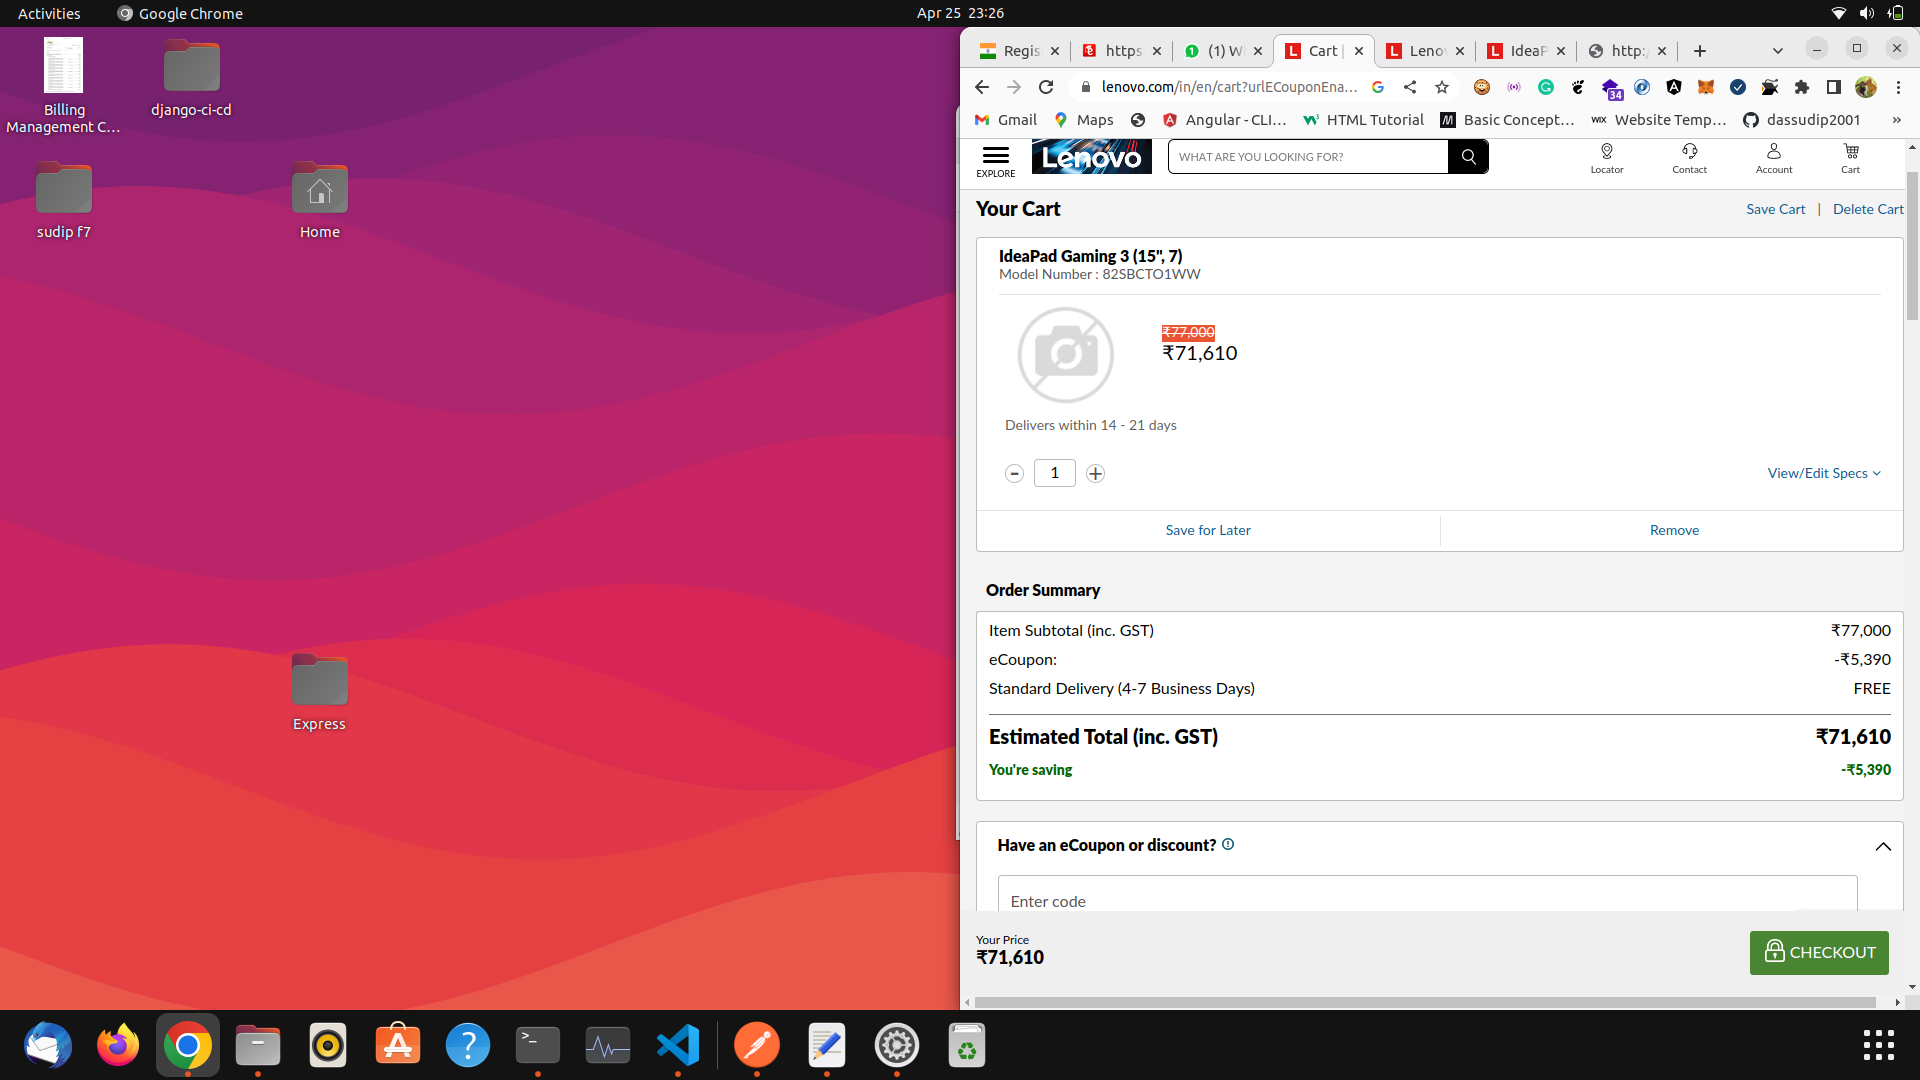 Activities
Google Chrome
Apr 25 23:26
Billing
Management C...
django-ci-cd
sudip f7
Home
Express
Regis
https
(1) W
Cart |
Leno
IdeaP
http:/
lenovo.com/in/en/cart?urlECouponEna...
34
Gmail
Maps
Angular - CLI...
HTML Tutorial
Basic Concept...
WIX
Website Temp...
dassudip2001
»
EXPLORE
Lenovo
WHAT ARE YOU LOOKING FOR?
Locator
Contact
Account
Cart
Your Cart
Save Cart | Delete Cart
IdeaPad Gaming 3 (15", 7)
Model Number : 82SBCTO1WW
₹77,000
₹71,610
Delivers within 14 - 21 days
- 1 +
View/Edit Specs
Save for Later
Remove
Order Summary
Item Subtotal (inc. GST) ₹77,000
eCoupon: -₹5,390
Standard Delivery (4-7 Business Days) FREE
Estimated Total (inc. GST) ₹71,610
You're saving -₹5,390
Have an eCoupon or discount?
Enter code
Your Price
₹71,610
CHECKOUT